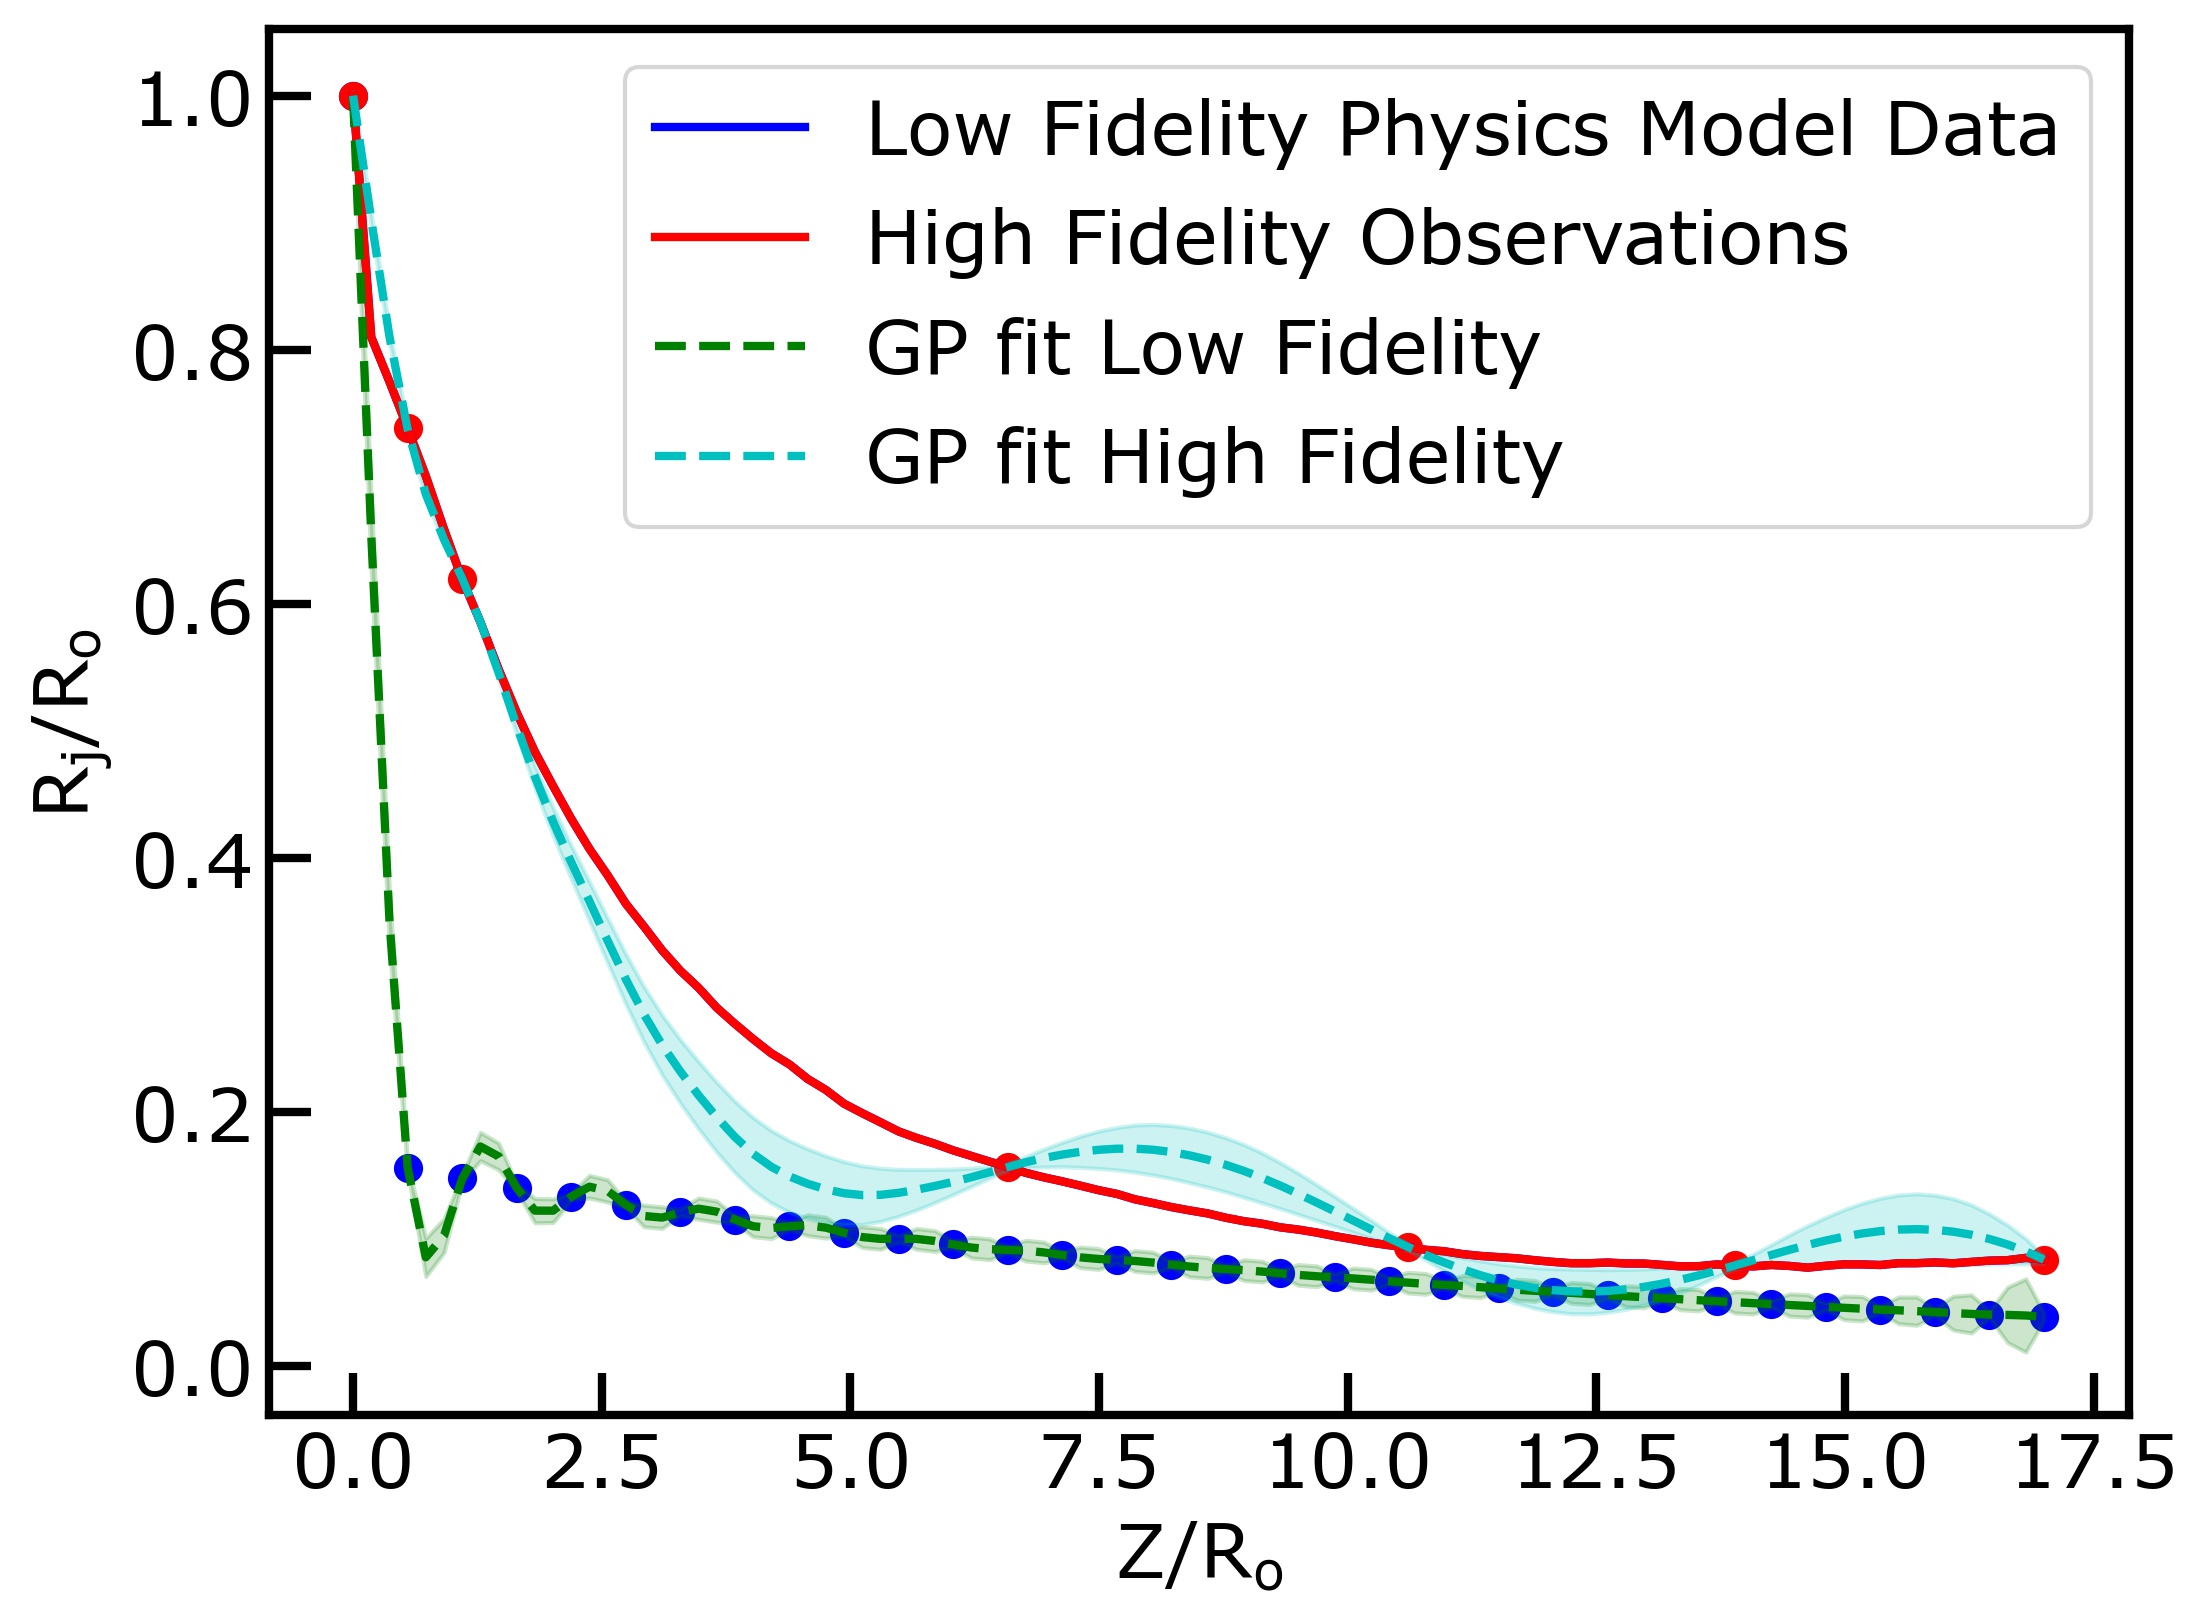 Low Fidelity Physics Model Data
High Fidelity Observations
GP fit Low Fidelity
GP fit High Fidelity
1.0
0.8
0.6
0.4
0.2
0.0
Rj/Ro
0.0 2.5 5.0 7.5 10.0 12.5 15.0 17.5
Z/Ro